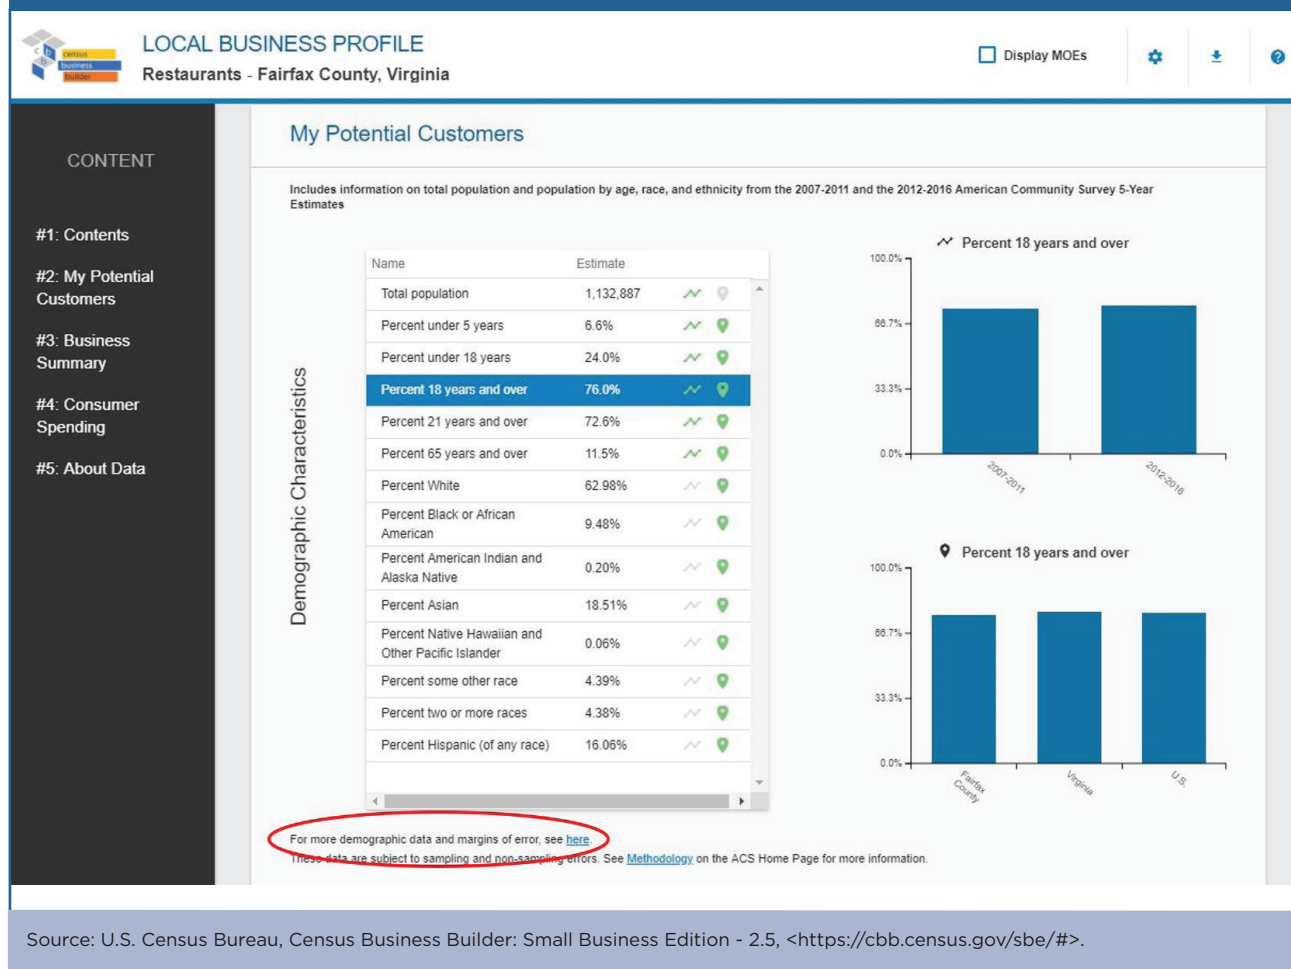 c b b
census
business
builder
LOCAL BUSINESS PROFILE
Restaurants - Fairfax County, Virginia
Display MOEs
CONTENT
#1: Contents
#2: My Potential
Customers
#3: Business
Summary
#4: Consumer
Spending
#5: About Data
My Potential Customers
Includes information on total population and population by age, race, and ethnicity from the 2007-2011 and the 2012-2016 American Community Survey 5-Year
Estimates
Demographic Characteristics
Name Estimate
Total population 1,132,887
Percent under 5 years 6.6%
Percent under 18 years 24.0%
Percent 18 years and over 76.0%
Percent 21 years and over 72.6%
Percent 65 years and over 11.5%
Percent White 62.98%
Percent Black or African
American 9.48%
Percent American Indian and
Alaska Native 0.20%
Percent Asian 18.51%
Percent Native Hawaiian and
Other Pacific Islander 0.06%
Percent some other race 4.39%
Percent two or more races 4.38%
Percent Hispanic (of any race) 16.06%
Percent 18 years and over
100.0%
66.7%
33.3%
0.0%
2007-2011 2012-2016
Percent 18 years and over
100.0%
66.7%
33.3%
0.0%
Fairfax
County
Virginia
U.S.
For more demographic data and margins of error, see here.
These data are subject to sampling and non-sampling errors. See Methodology on the ACS Home Page for more information.
Source: U.S. Census Bureau, Census Business Builder: Small Business Edition - 2.5, <https://cbb.census.gov/sbe/#>.